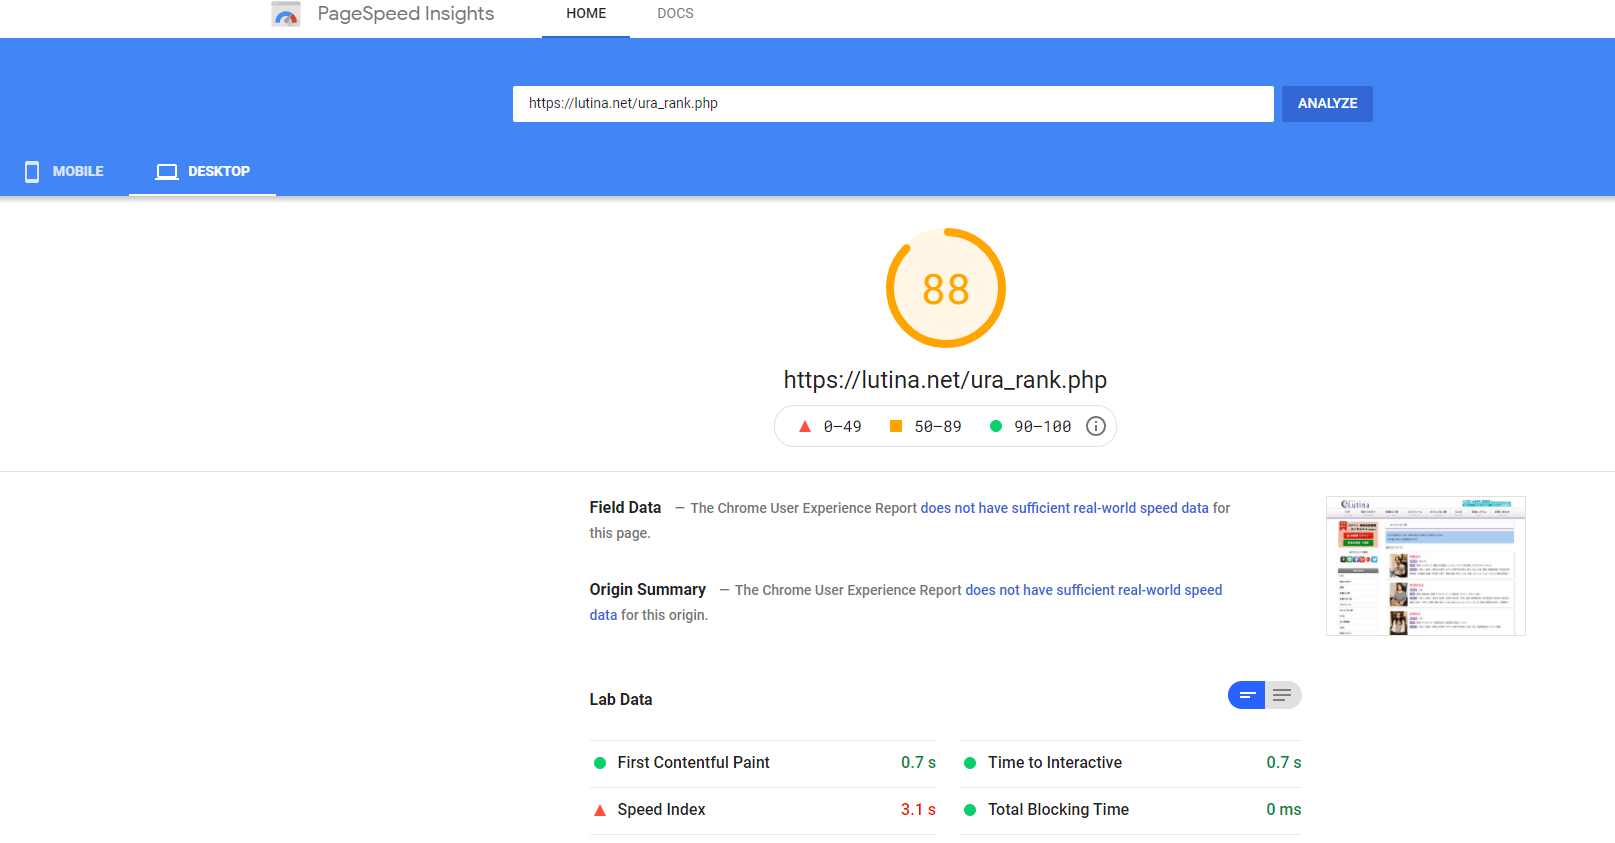 PageSpeed Insights
HOME
DOCS
https://lutina.net/ura_rank.php
ANALYZE
MOBILE
DESKTOP
88
https://lutina.net/ura_rank.php
0–49
50–89
90–100
Field Data — The Chrome User Experience Report does not have sufficient real-world speed data for
this page.
Lutina
Origin Summary — The Chrome User Experience Report does not have sufficient real-world speed
data for this origin.
Lab Data
First Contentful Paint 0.7 s
Time to Interactive 0.7 s
Speed Index 3.1 s
Total Blocking Time 0 ms